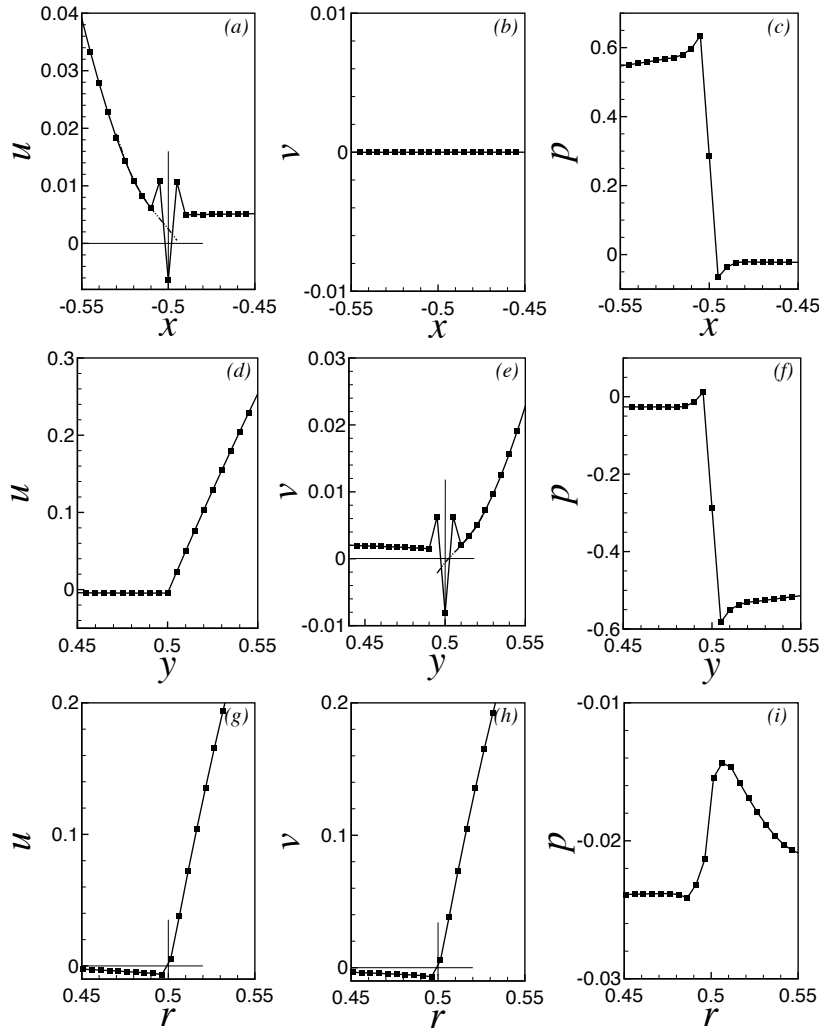 0.04
0.03
0.02
0.01
0
u
(a)
-0.55
-0.5
-0.45
x
0.01
0
-0.01
v
(b)
-0.55
-0.5
-0.45
x
0.6
0.4
0.2
0
p
(c)
-0.55
-0.5
-0.45
x
0.3
0.2
0.1
0
u
(d)
0.45
0.5
0.55
y
0.03
0.02
0.01
0
-0.01
v
(e)
0.45
0.5
0.55
y
0
-0.2
-0.4
-0.6
p
(f)
0.45
0.5
0.55
y
0.2
0.1
0
u
(g)
0.45
0.5
0.55
r
0.2
0.1
0
v
(h)
0.45
0.5
0.55
r
-0.01
-0.02
-0.03
p
(i)
0.45
0.5
0.55
r